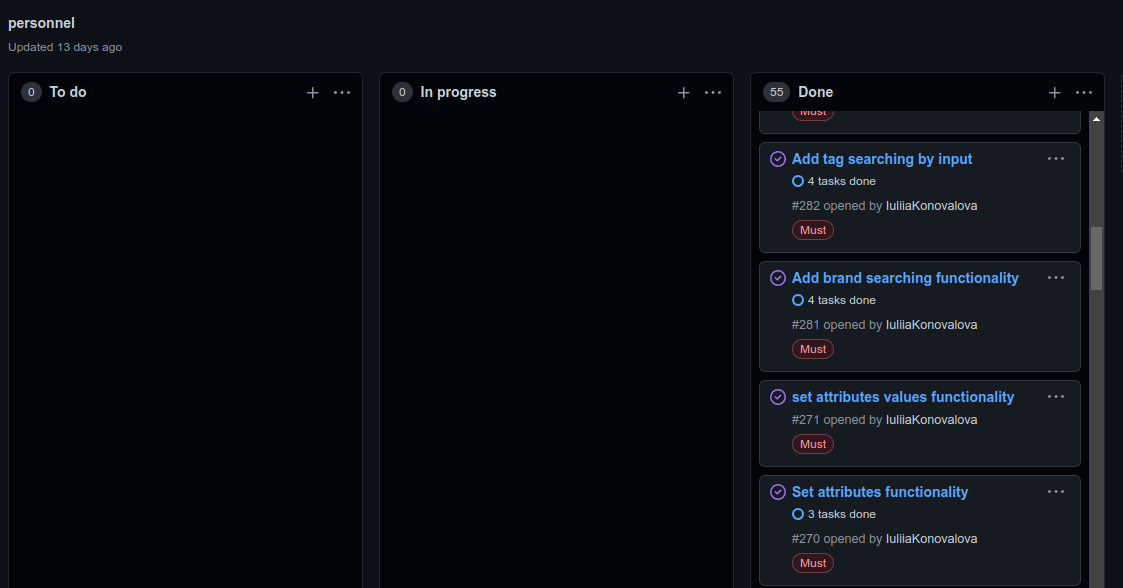 personnel
Updated 13 days ago
0 To do
0 In progress
55 Done
Must
Add tag searching by input
4 tasks done
#282 opened by IuliiaKonovalova
Must
Add brand searching functionality
4 tasks done
#281 opened by IuliiaKonovalova
Must
set attributes values functionality
#271 opened by IuliiaKonovalova
Must
Set attributes functionality
3 tasks done
#270 opened by IuliiaKonovalova
Must